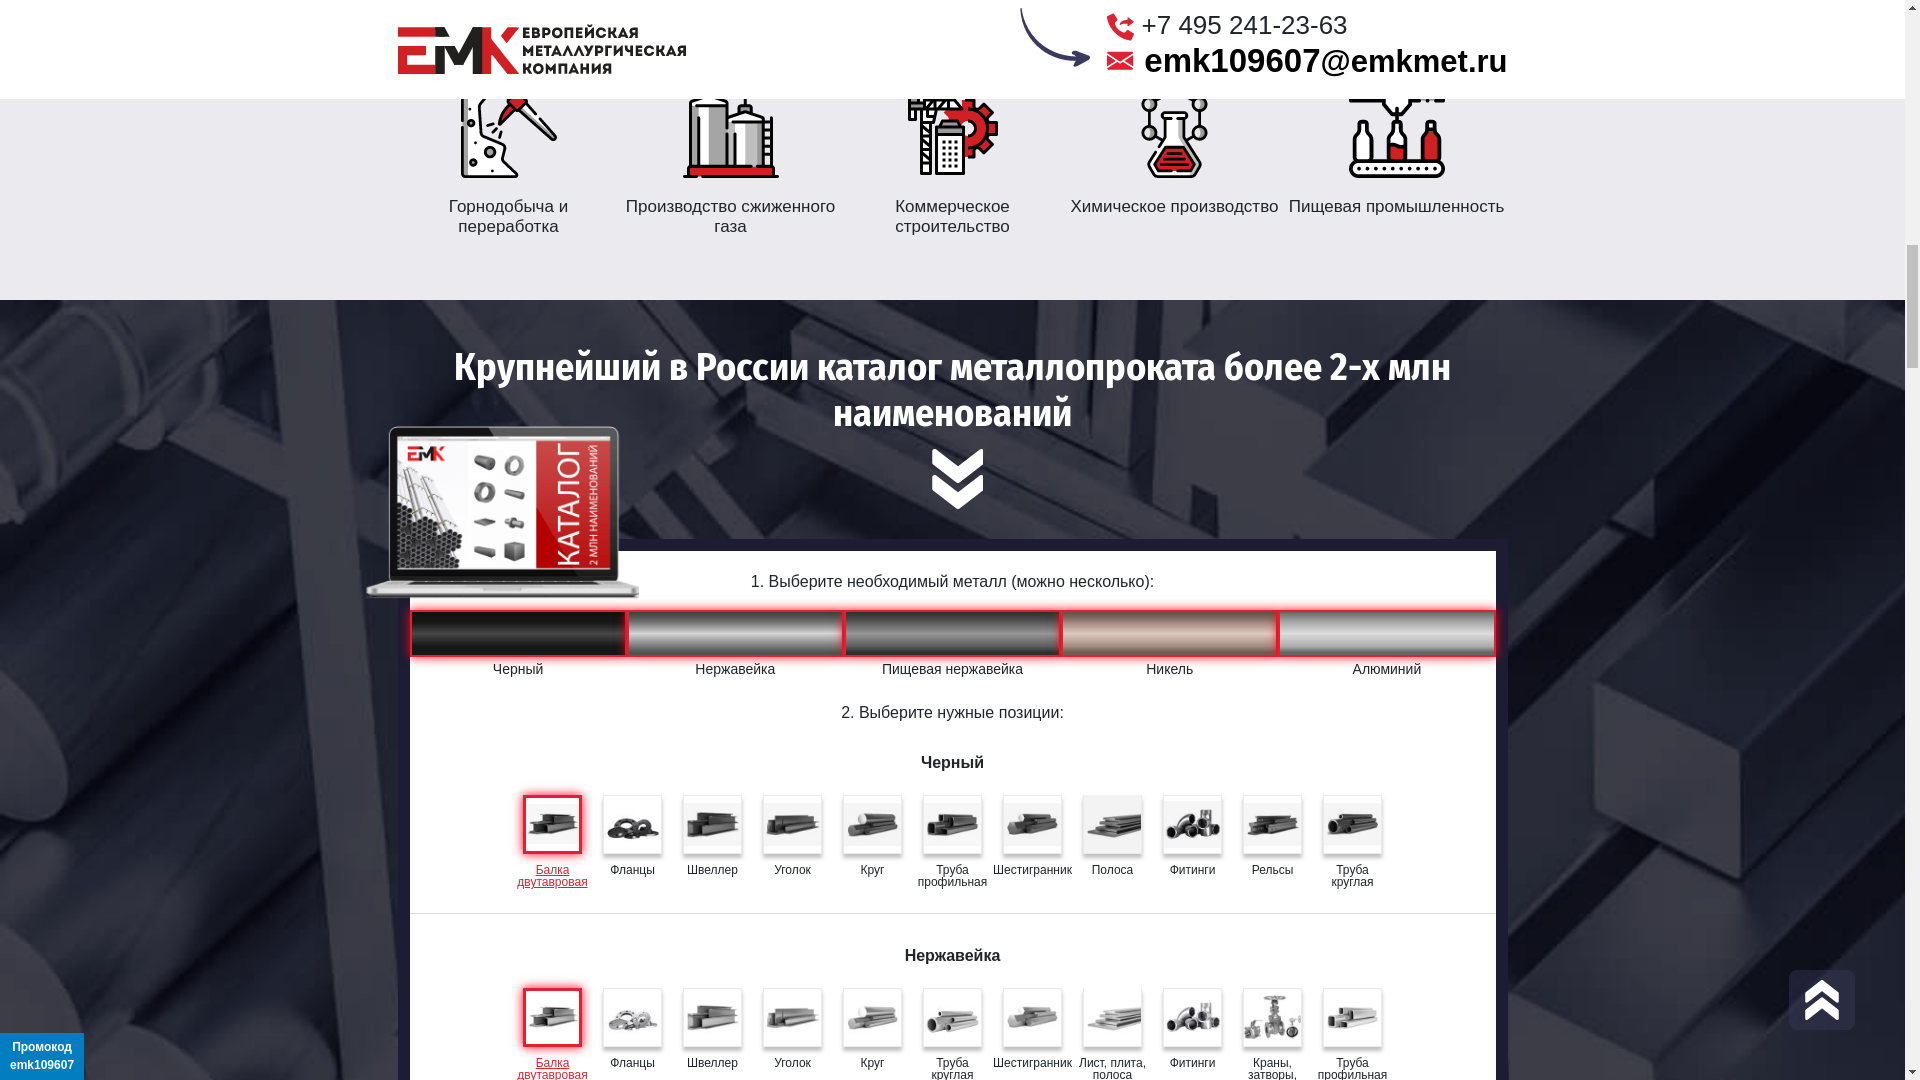 ЕМК ЕВРОПЕЙСКАЯ
МЕТАЛЛУРГИЧЕСКАЯ
КОМПАНИЯ
+7 495 241-23-63
emk109607@emkmet.ru
Горнодобыча и
переработка
Производство сжиженного
газа
Коммерческое
строительство
Химическое производство
Пищевая промышленность
Крупнейший в России каталог металлопроката более 2-х млн
наименований
ЕМК
КАТАЛОГ
2 МЛН НАИМЕНОВАНИЙ
1. Выберите необходимый металл (можно несколько):
Черный
Нержавейка
Пищевая нержавейка
Никель
Алюминий
2. Выберите нужные позиции:
Черный
Балка
двутавровая
Фланцы
Швеллер
Уголок
Круг
Труба
профильная
Шестигранник
Полоса
Фитинги
Рельсы
Труба
круглая
Нержавейка
Балка
двутавровая
Фланцы
Швеллер
Уголок
Круг
Труба
круглая
Шестигранник
Лист, плита,
полоса
Фитинги
Краны,
затворы,
Труба
профильная
Промокод
emk109607